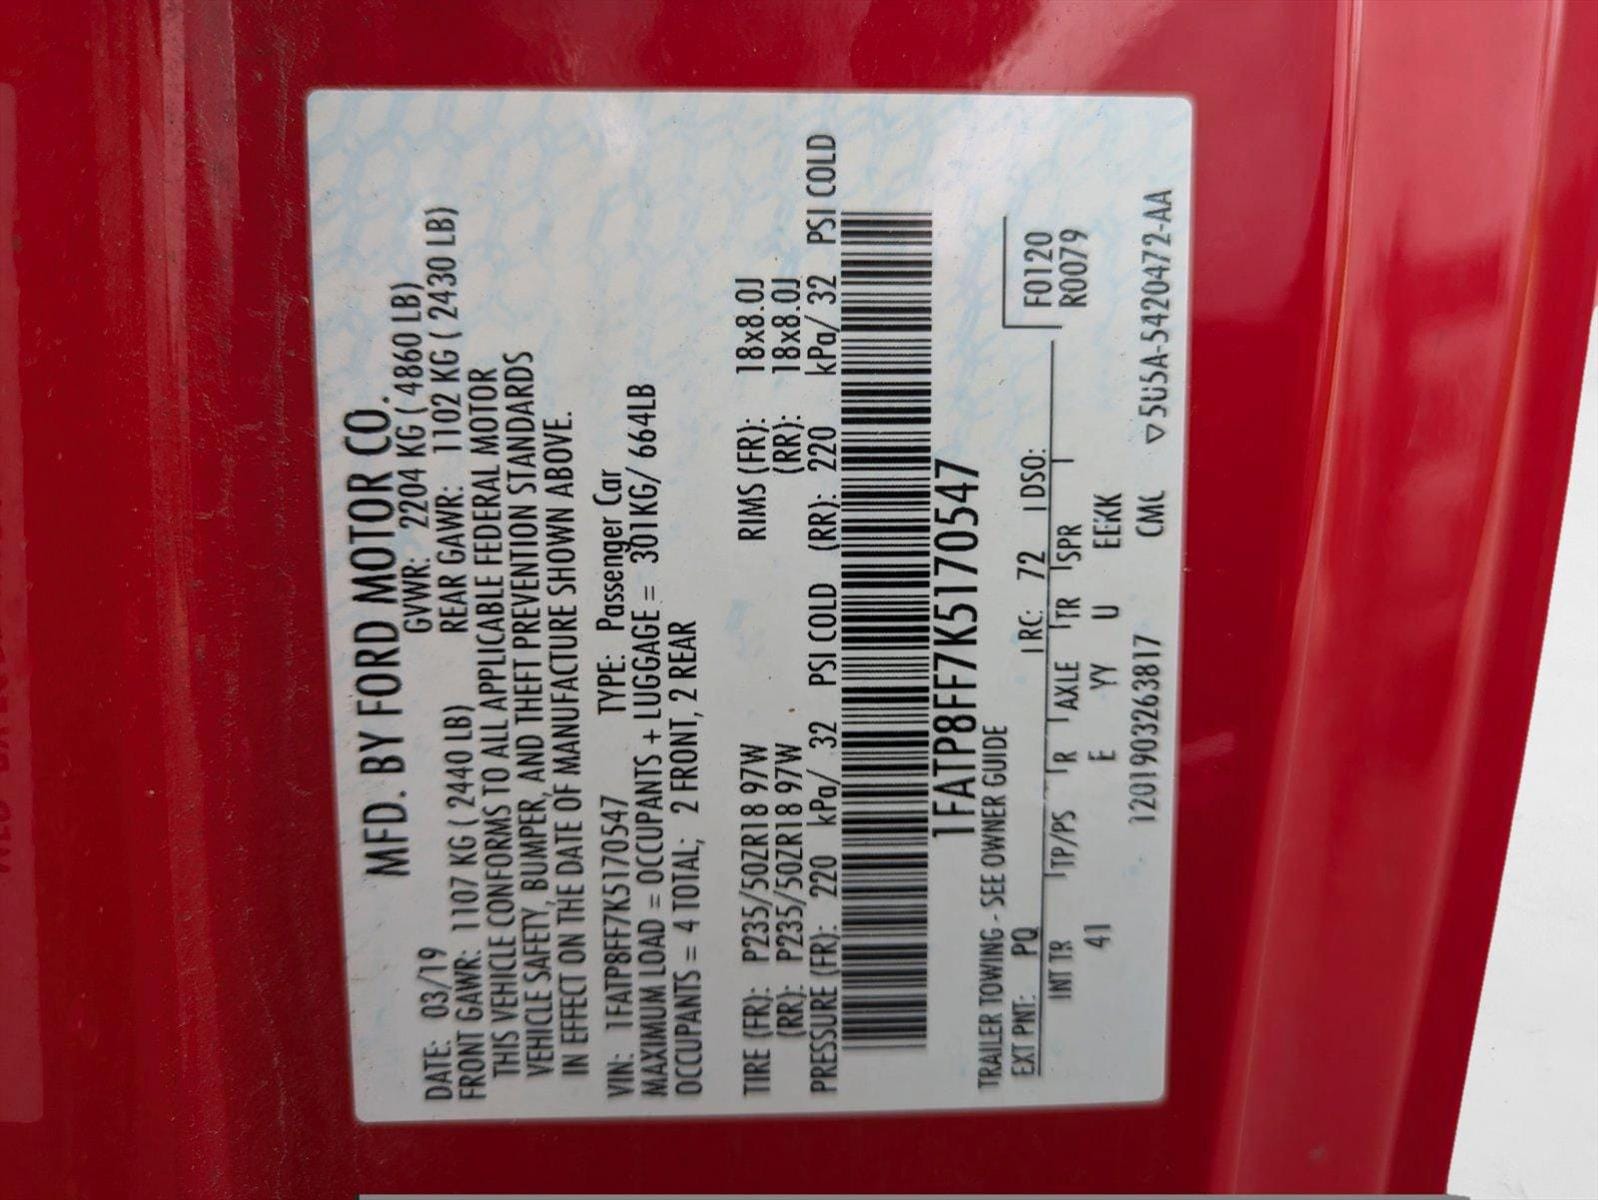 MFD. BY FORD MOTOR CO.
DATE: 03/19 GVWR: 2204 KG ( 4860 LB)
FRONT GAWR: 1107 KG ( 2440 LB) REAR GAWR: 1102 KG ( 2430 LB)
THIS VEHICLE CONFORMS TO ALL APPLICABLE FEDERAL MOTOR
VEHICLE SAFETY, BUMPER, AND THEFT PREVENTION STANDARDS
IN EFFECT ON THE DATE OF MANUFACTURE SHOWN ABOVE.
VIN: 1FATP8FF7K5170547 TYPE: Passenger Car
MAXIMUM LOAD = OCCUPANTS + LUGGAGE = 301KG/ 664LB
OCCUPANTS = 4 TOTAL; 2 FRONT, 2 REAR
TIRE (FR): P235/50ZR18 97W RIMS (FR): 18x8.0J
(RR): P235/50ZR18 97W (RR): 18x8.0J
PRESSURE (FR): 220 kPa/ 32 PSI COLD (RR): 220 kPa/ 32 PSI COLD
1FATP8FF7K5170547
TRAILER TOWING - SEE OWNER GUIDE
EXT PNT: PQ RC: 72 DSO: F0120
R0079
INT TR TP/PS R AXLE TR SPR
41 E YY U EEKK
1201903263817 CMC ▽5U5A-5420472-AA